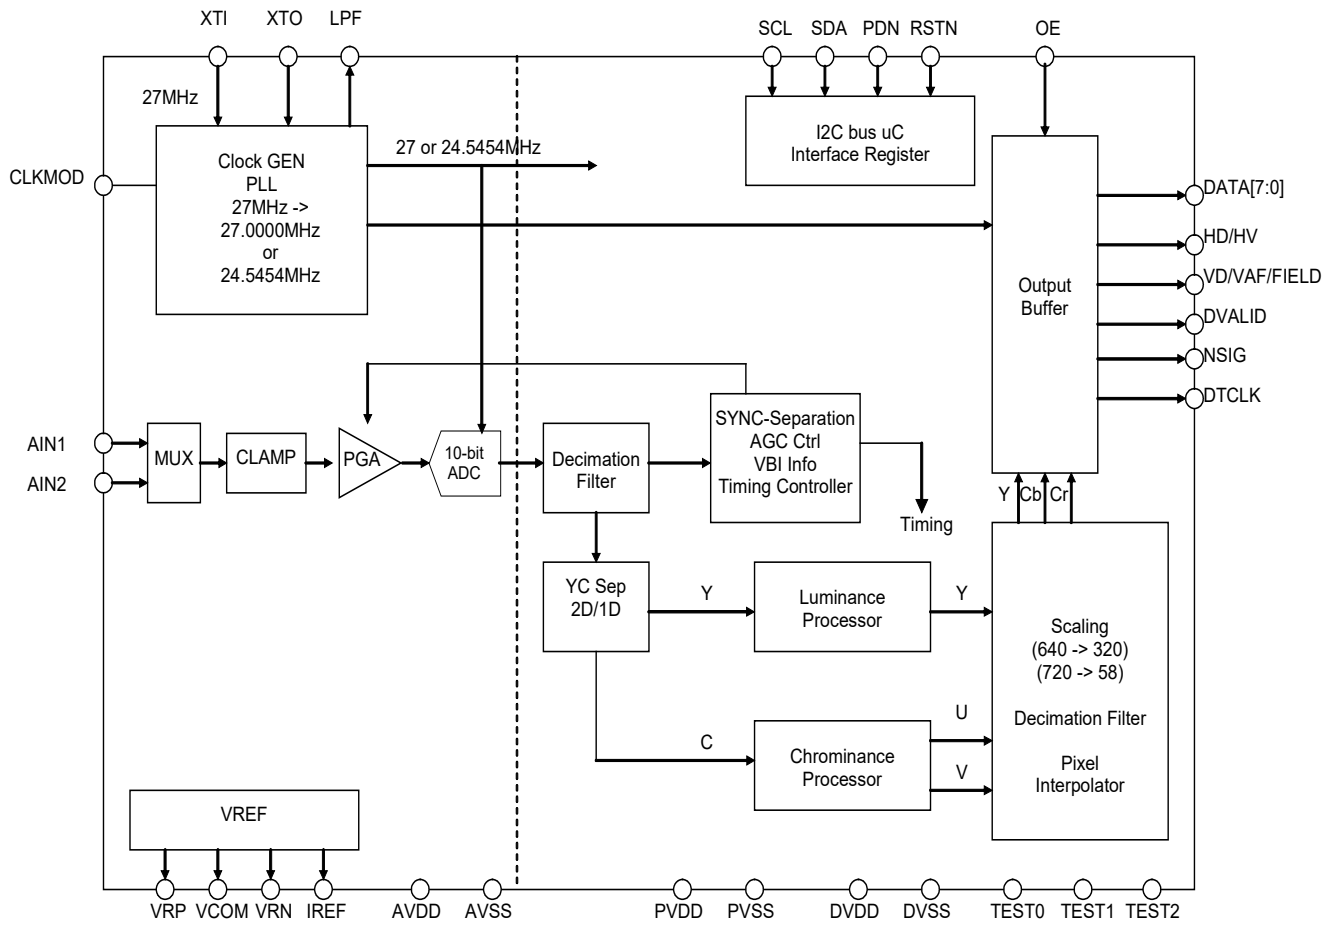 XTI XTO LPF
SCL SDA PDN RSTN OE
27MHz
CLKMOD
Clock GEN
PLL
27MHz ->
27.0000MHz
or
24.5454MHz
27 or 24.5454MHz
I2C bus uC
Interface Register
Output
Buffer
DATA[7:0]
HD/HV
VD/VAF/FIELD
DVALID
NSIG
DTCLK
AIN1
AIN2
MUX
CLAMP
PGA
10-bit
ADC
Decimation
Filter
SYNC-Separation
AGC Ctrl
VBI Info
Timing Controller
Timing
Y Cb Cr
YC Sep
2D/1D
Y
Luminance
Processor
Y
C
Chrominance
Processor
U
V
Scaling
(640 -> 320)
(720 -> 58)
Decimation Filter
Pixel
Interpolator
VREF
VRP VCOM VRN IREF AVDD AVSS PVDD PVSS DVDD DVSS TEST0 TEST1 TEST2